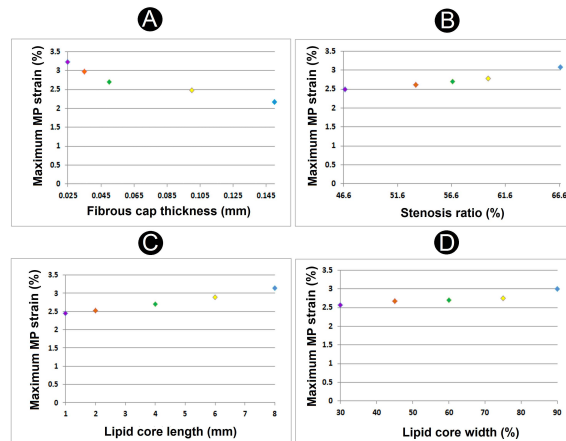 A
Maximum MP strain (%)
3.5
3
2.5
2
1.5
1
0.5
0
0.025 0.045 0.065 0.085 0.105 0.125 0.145
Fibrous cap thickness (mm)
B
Maximum MP strain (%)
3.5
3
2.5
2
1.5
1
0.5
0
46.6 51.6 56.6 61.6 66.6
Stenosis ratio (%)
C
Maximum MP strain (%)
3.5
3
2.5
2
1.5
1
0.5
0
1 2 3 4 5 6 7 8
Lipid core length (mm)
D
Maximum MP strain (%)
3.5
3
2.5
2
1.5
1
0.5
0
30 40 50 60 70 80 90
Lipid core width (%)